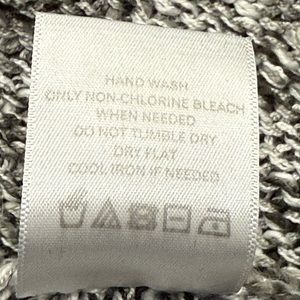 HAND WASH
ONLY NON-CHLORINE BLEACH
WHEN NEEDED
DO NOT TUMBLE DRY
DRY FLAT
COOL IRON IF NEEDED